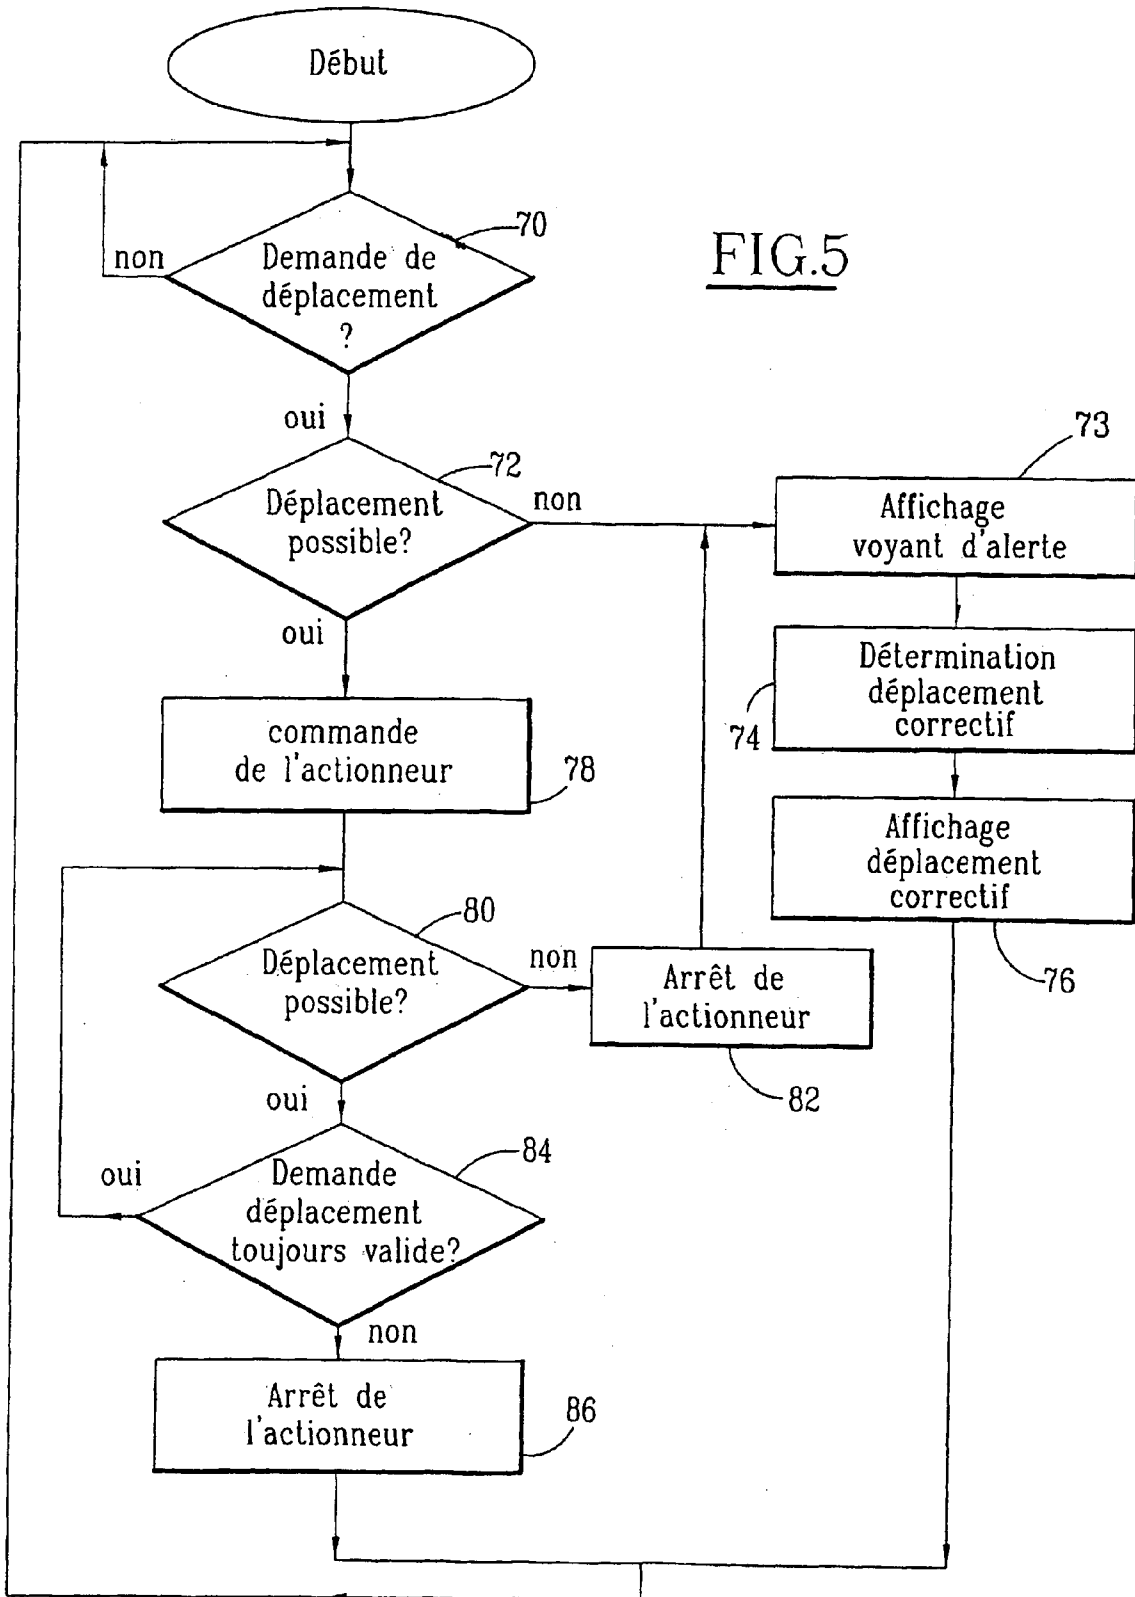 Début
70
non
Demande de
déplacement
?
FIG.5
oui
72
Déplacement
possible?
non
73
Affichage
voyant d'alerte
oui
Détermination
déplacement
correctif
74
commande
de l'actionneur
78
Affichage
déplacement
correctif
76
80
Déplacement
possible?
non
Arrêt de
l'actionneur
82
oui
84
oui
Demande
déplacement
toujours valide?
non
Arrêt de
l'actionneur
86